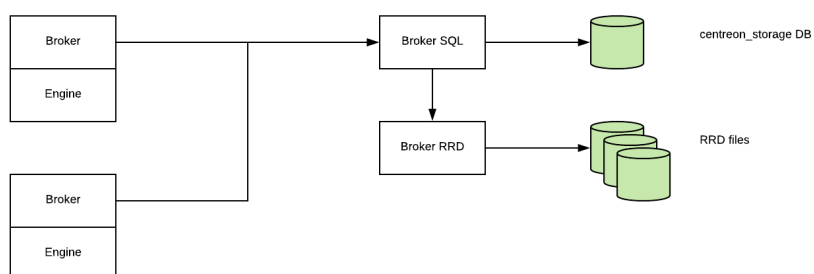 Broker
Broker SQL
centreon_storage DB
Engine
Broker RRD
RRD files
Broker
Engine